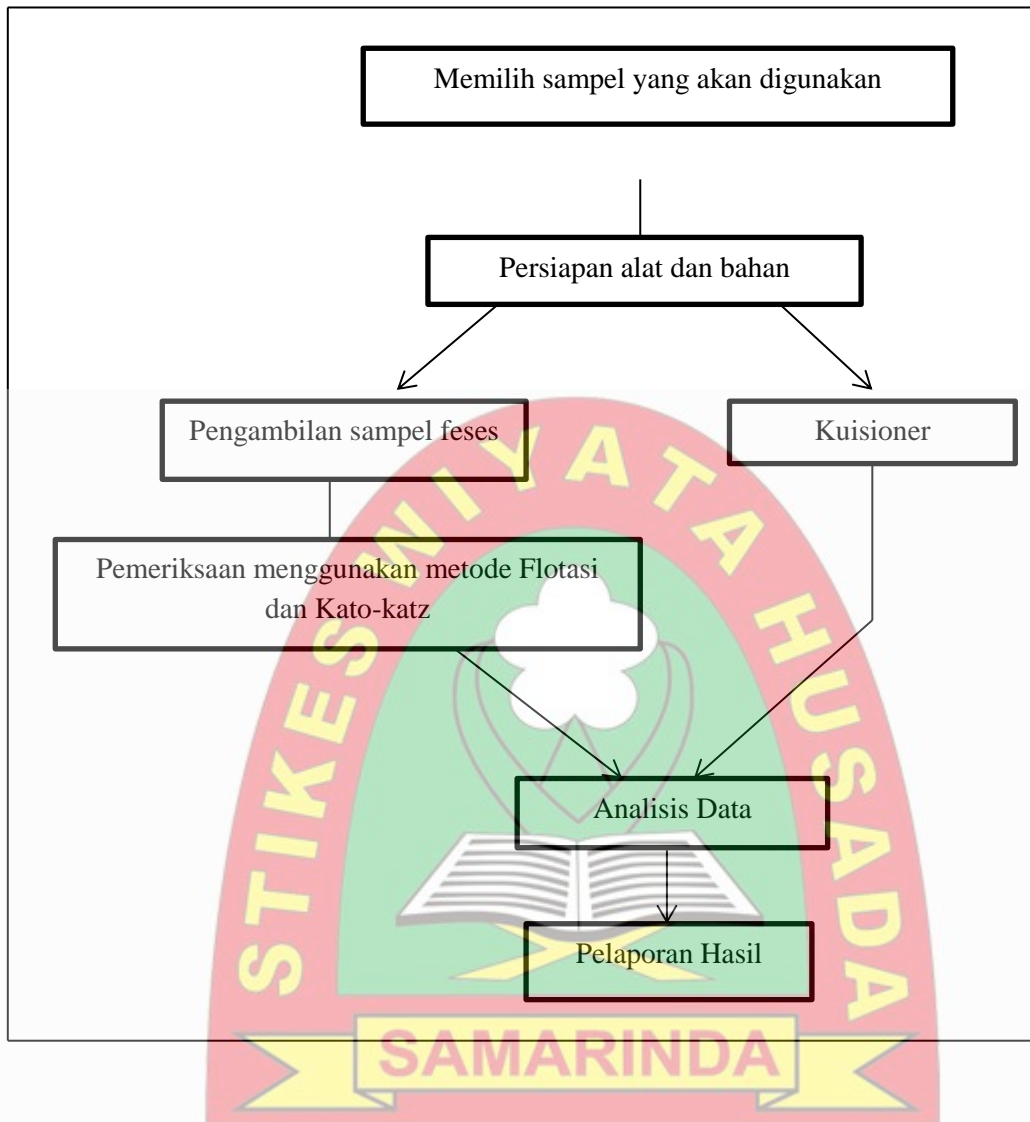 Memilih sampel yang akan digunakan
Persiapan alat dan bahan
Pengambilan sampel feses
Kuisioner
Pemeriksaan menggunakan metode Flotasi
dan Kato-katz
Analisis Data
Pelaporan Hasil
STIKES WIYATA HUSADA
SAMARINDA